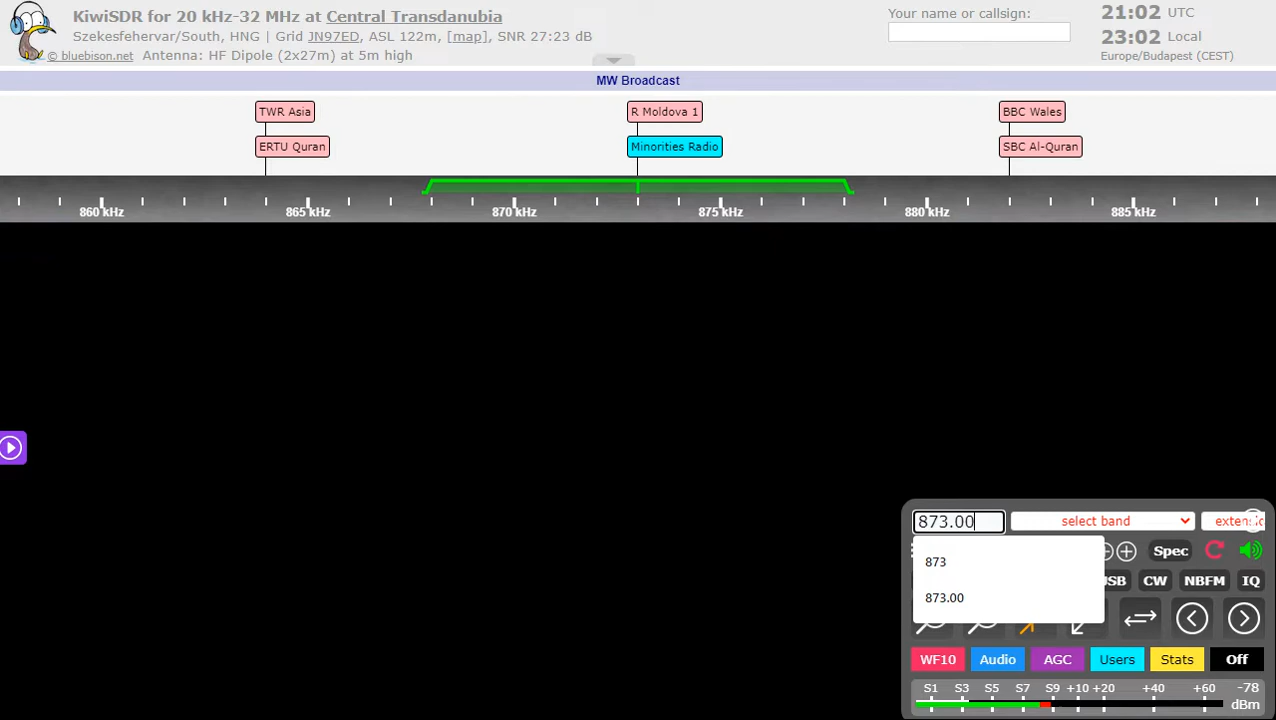 KiwiSDR for 20 kHz-32 MHz at Central Transdanubia
Szekesfehervar/South, HNG | Grid JN97ED, ASL 122m, [map], SNR 27:23 dB
© bluebison.net Antenna: HF Dipole (2x27m) at 5m high
Your name or callsign:
21:02 UTC
23:02 Local
Europe/Budapest (CEST)
MW Broadcast
TWR Asia R Moldova 1 BBC Wales
ERTU Quran Minorities Radio SBC Al-Quran
860 kHz 865 kHz 870 kHz 875 kHz 880 kHz 885 kHz
873.00 select band
873 Spec
873.00 CW NBFM IQ
WF10 Audio AGC Users Stats Off
S1 S3 S5 S7 S9 +10 +20 +40 +60 -78
dBm